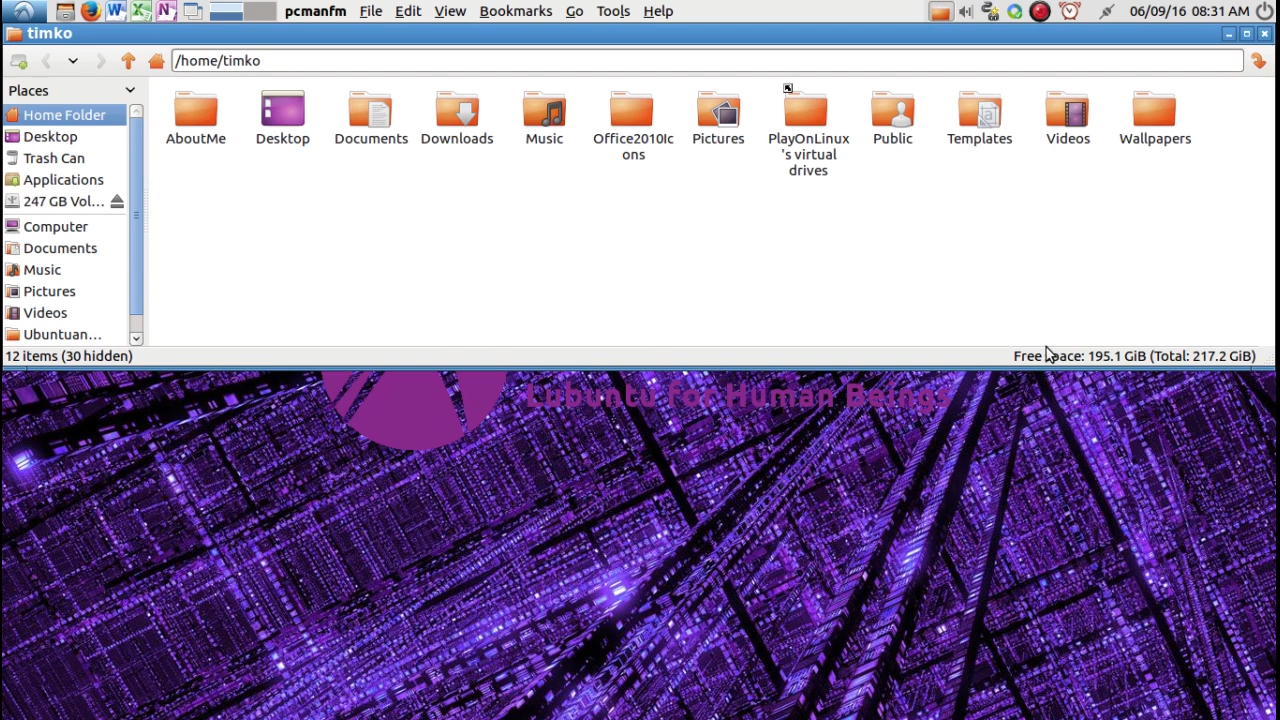 pcmanfm File Edit View Bookmarks Go Tools Help 06/09/16 08:31 AM
timko
/home/timko
Places
Home Folder
Desktop
Trash Can
Applications
247 GB Vol...
Computer
Documents
Music
Pictures
Videos
Ubuntuan...
AboutMe
Desktop
Documents
Downloads
Music
Office2010Ic
ons
Pictures
PlayOnLinux
's virtual
drives
Public
Templates
Videos
Wallpapers
12 items (30 hidden)
Free space: 195.1 GiB (Total: 217.2 GiB)
Lubuntu for Human Beings